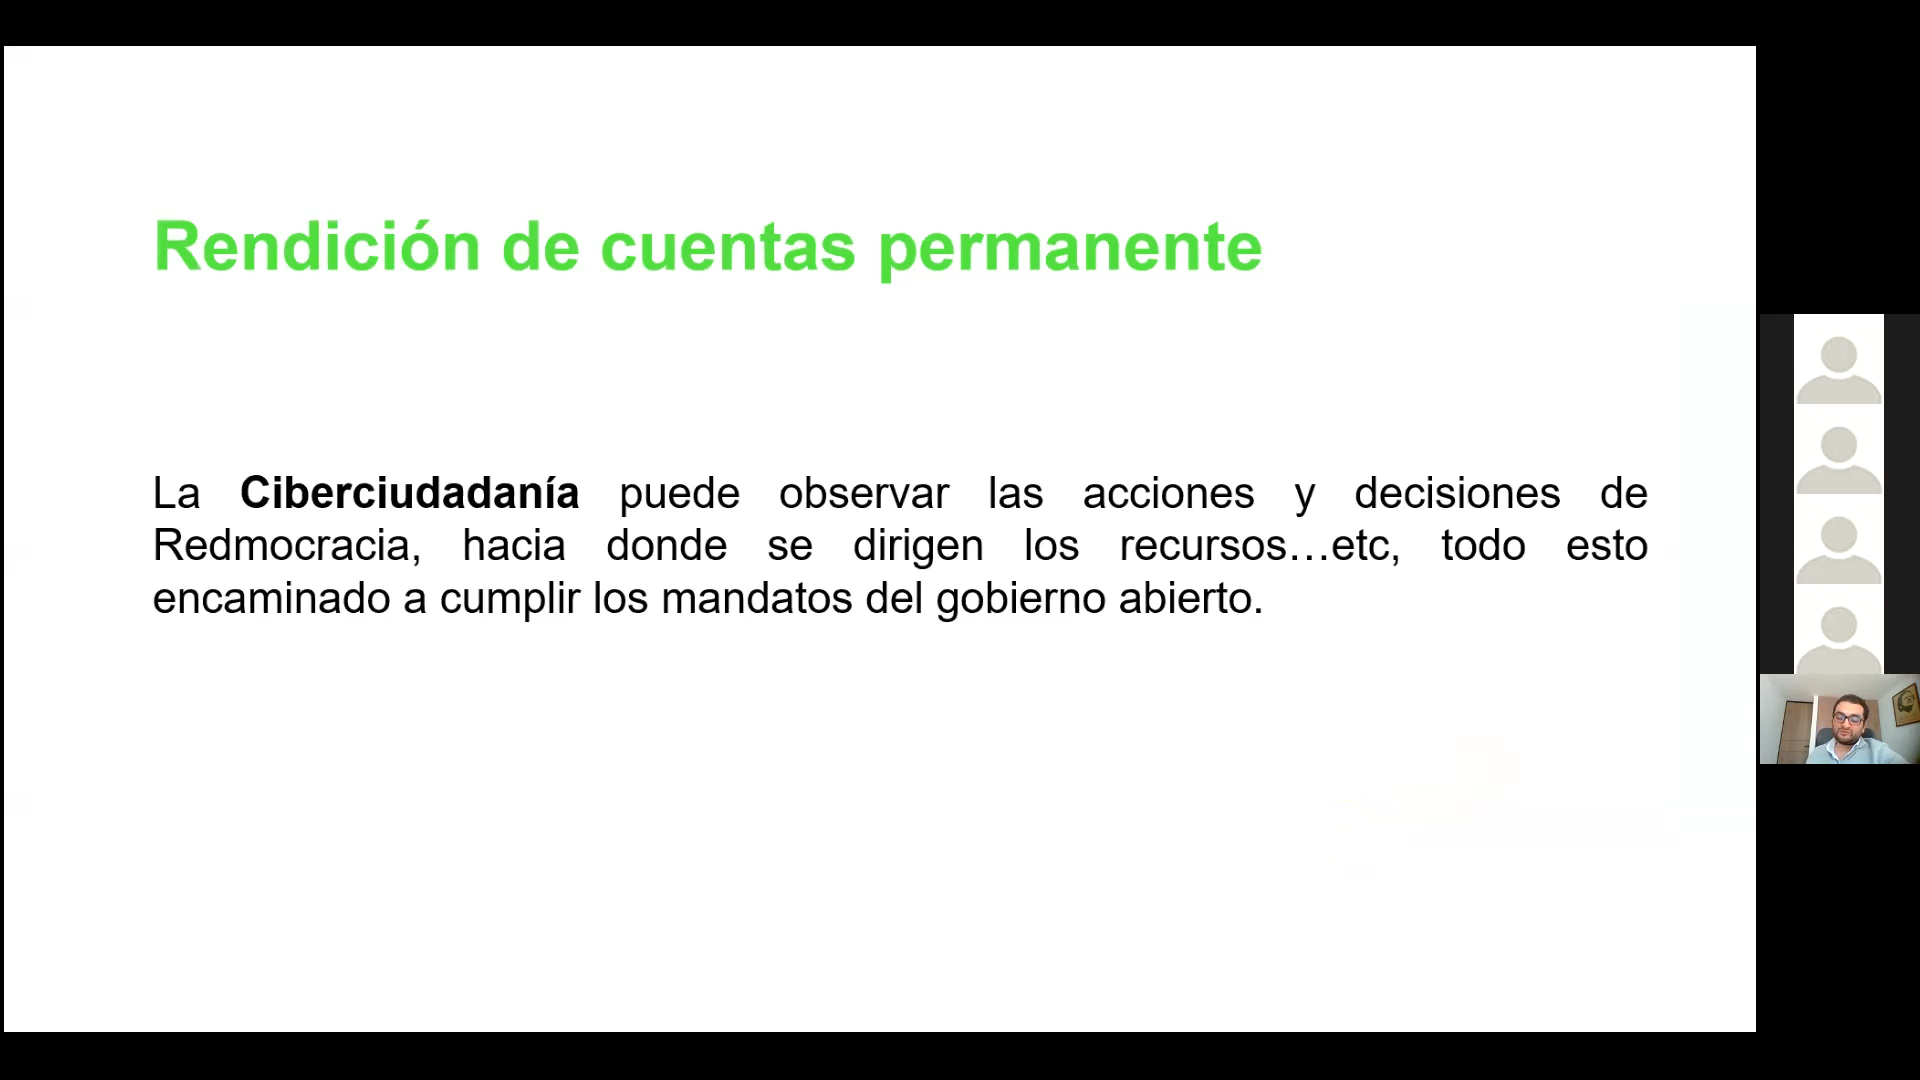 Rendición de cuentas permanente
La Ciberciudadanía puede observar las acciones y decisiones de
Redmocracia, hacia donde se dirigen los recursos…etc, todo esto
encaminado a cumplir los mandatos del gobierno abierto.